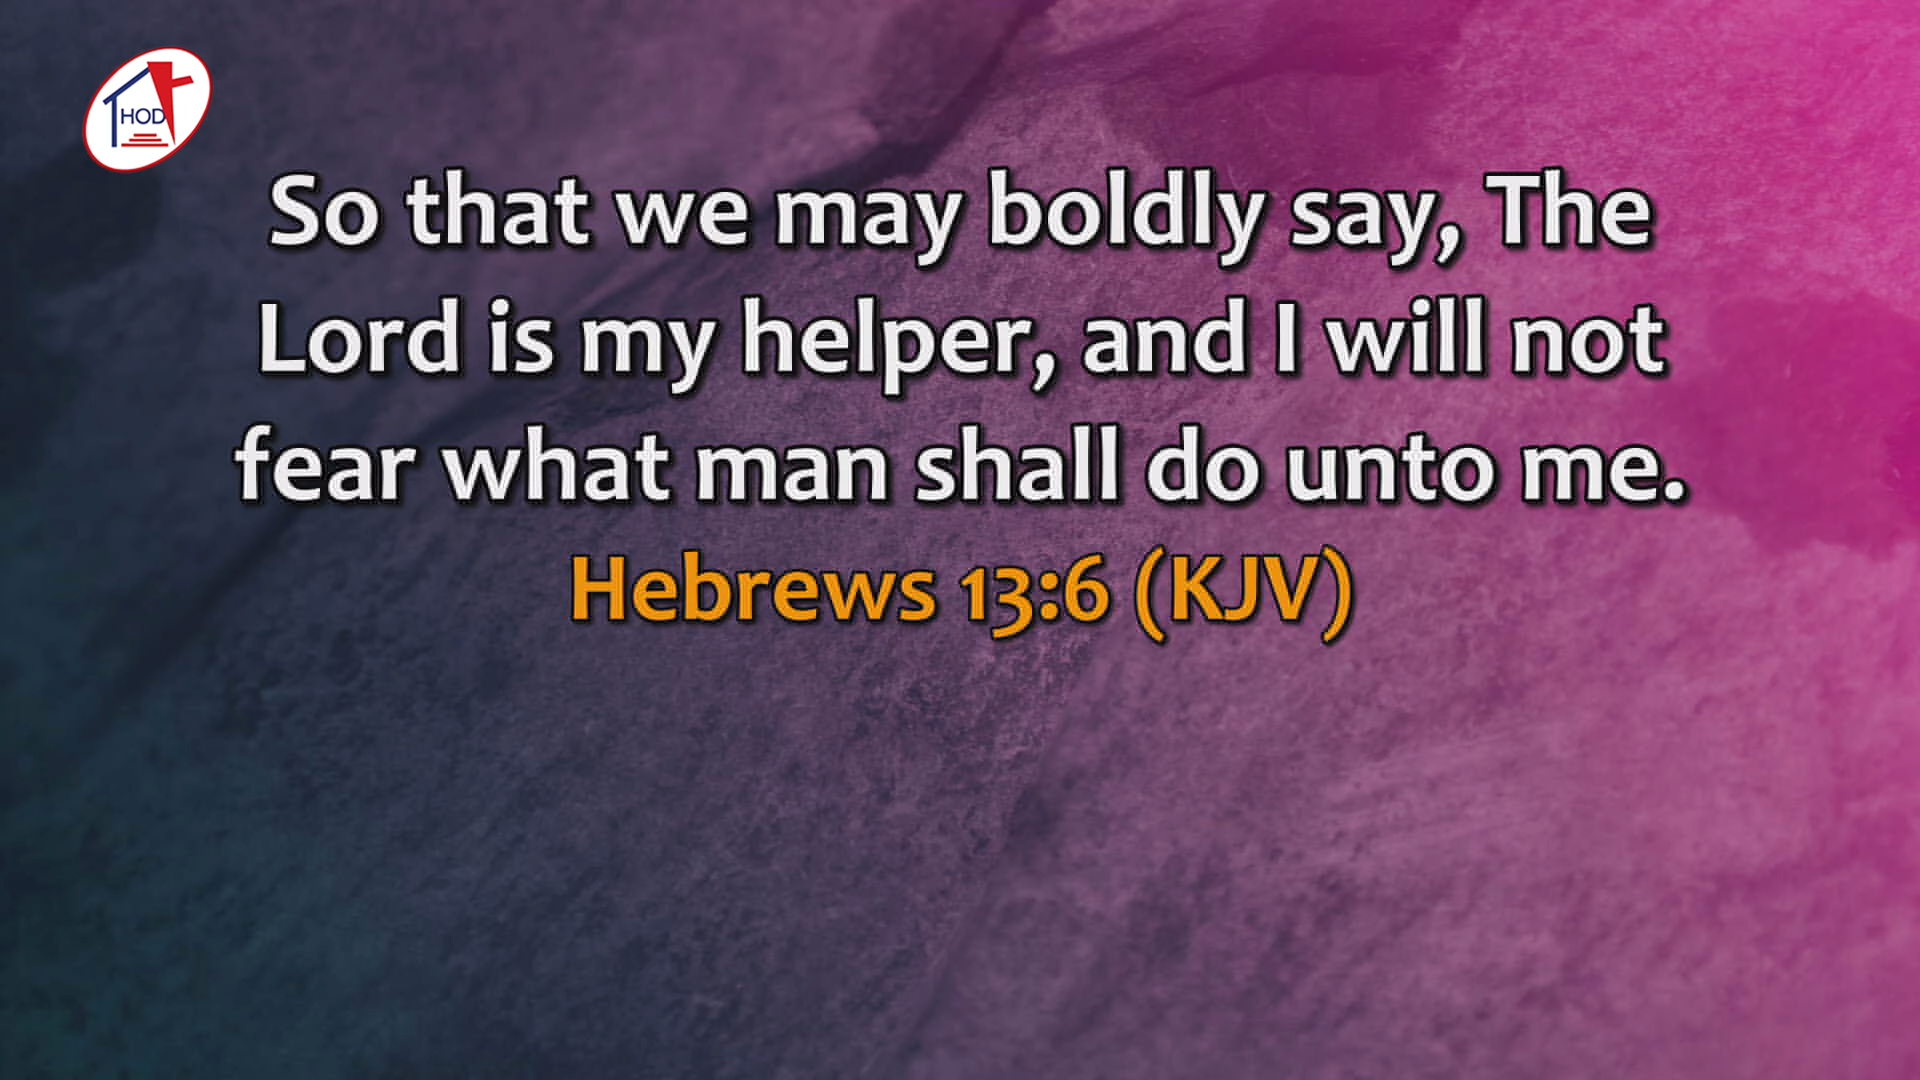 HOD
So that we may boldly say, The
Lord is my helper, and I will not
fear what man shall do unto me.
Hebrews 13:6 (KJV)